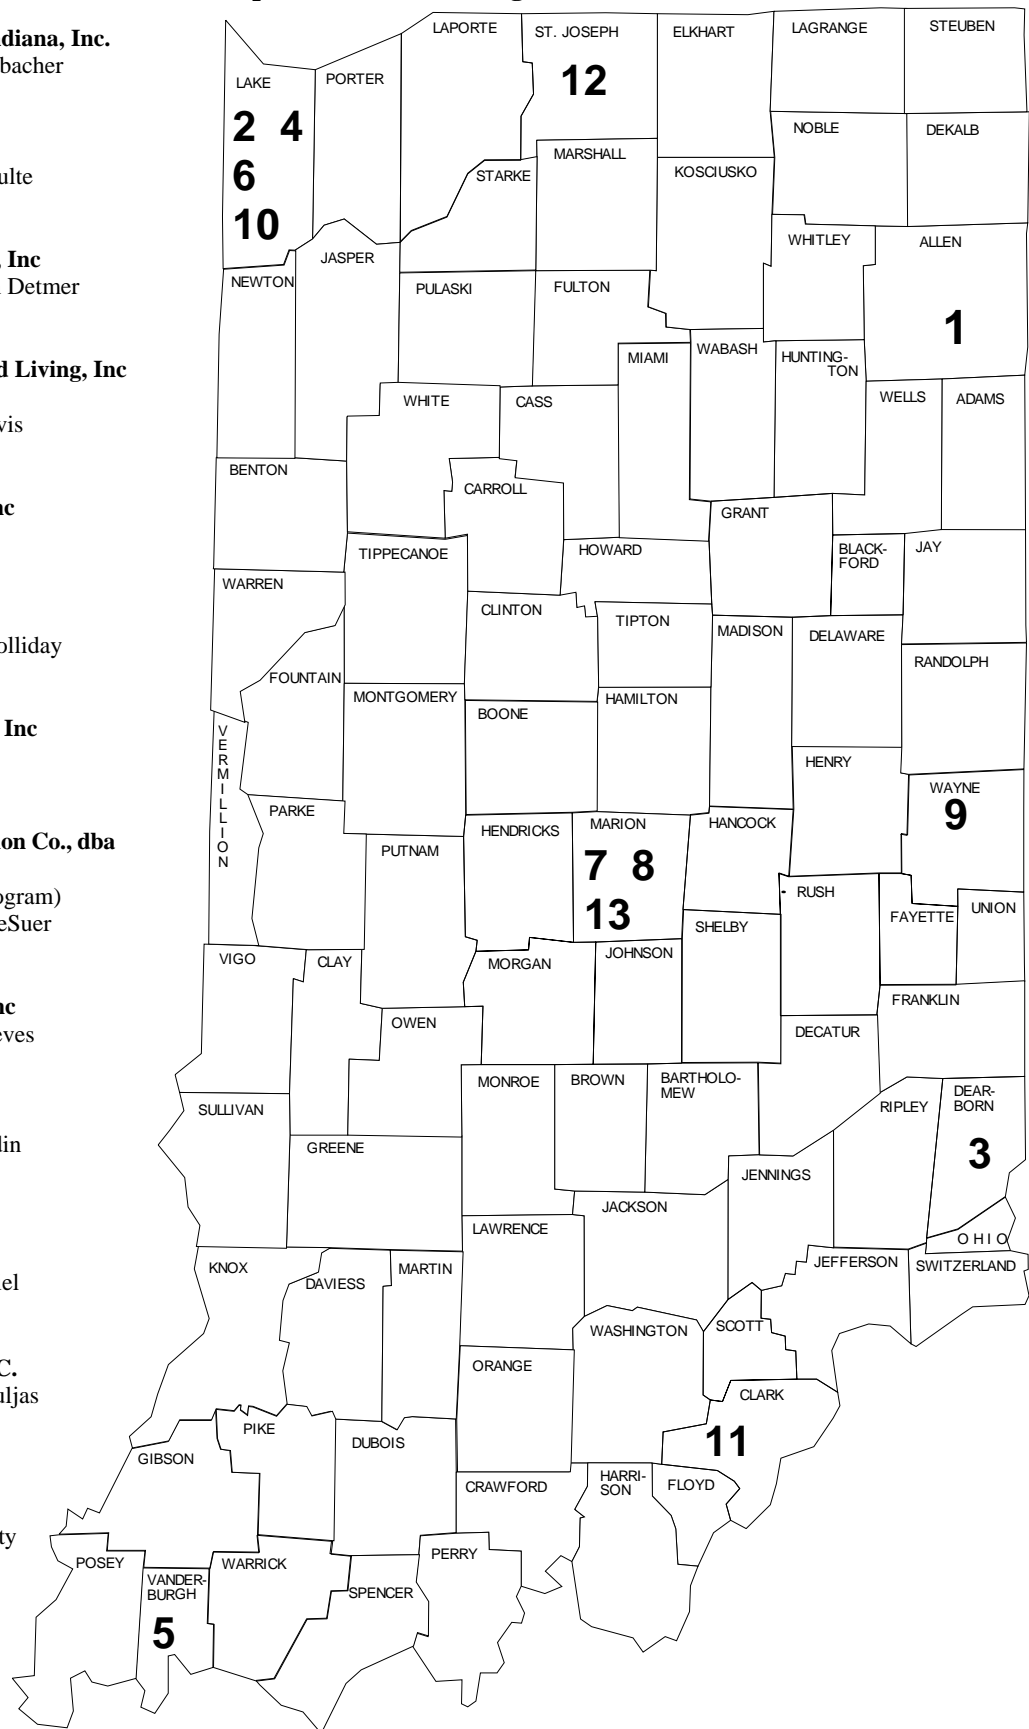 ndiana, Inc.
bacher
ulte
, Inc
Detmer
d Living, Inc
vis
nc
olliday
Inc
on Co., dba
ogram)
eSuer
nc
eves
din
iel
C.
uljas
ty
LAPORTE
ST. JOSEPH
ELKHART
LAGRANGE
STEUBEN
12
LAKE
PORTER
2 4
6
10
NOBLE
DEKALB
MARSHALL
STARKE
KOSCIUSKO
WHITLEY
ALLEN
JASPER
NEWTON
PULASKI
FULTON
1
MIAMI
WABASH
HUNTING-
TON
WHITE
CASS
WELLS
ADAMS
BENTON
CARROLL
GRANT
TIPPECANOE
HOWARD
BLACK-
FORD
JAY
WARREN
CLINTON
TIPTON
MADISON
DELAWARE
RANDOLPH
FOUNTAIN
MONTGOMERY
BOONE
HAMILTON
VERMILLION
HENRY
WAYNE
9
PARKE
PUTNAM
HENDRICKS
MARION
7 8
13
HANCOCK
RUSH
FAYETTE
UNION
SHELBY
VIGO
CLAY
MORGAN
JOHNSON
FRANKLIN
OWEN
DECATUR
MONROE
BROWN
BARTHOLO-
MEW
DEAR-
BORN
3
SULLIVAN
RIPLEY
GREENE
JENNINGS
JACKSON
LAWRENCE
OHIO
KNOX
MARTIN
DAVIESS
JEFFERSON
SWITZERLAND
WASHINGTON
SCOTT
ORANGE
CLARK
11
PIKE
DUBOIS
GIBSON
CRAWFORD
HARRI-
SON
FLOYD
POSEY
VANDER-
BURGH
5
WARRICK
PERRY
SPENCER